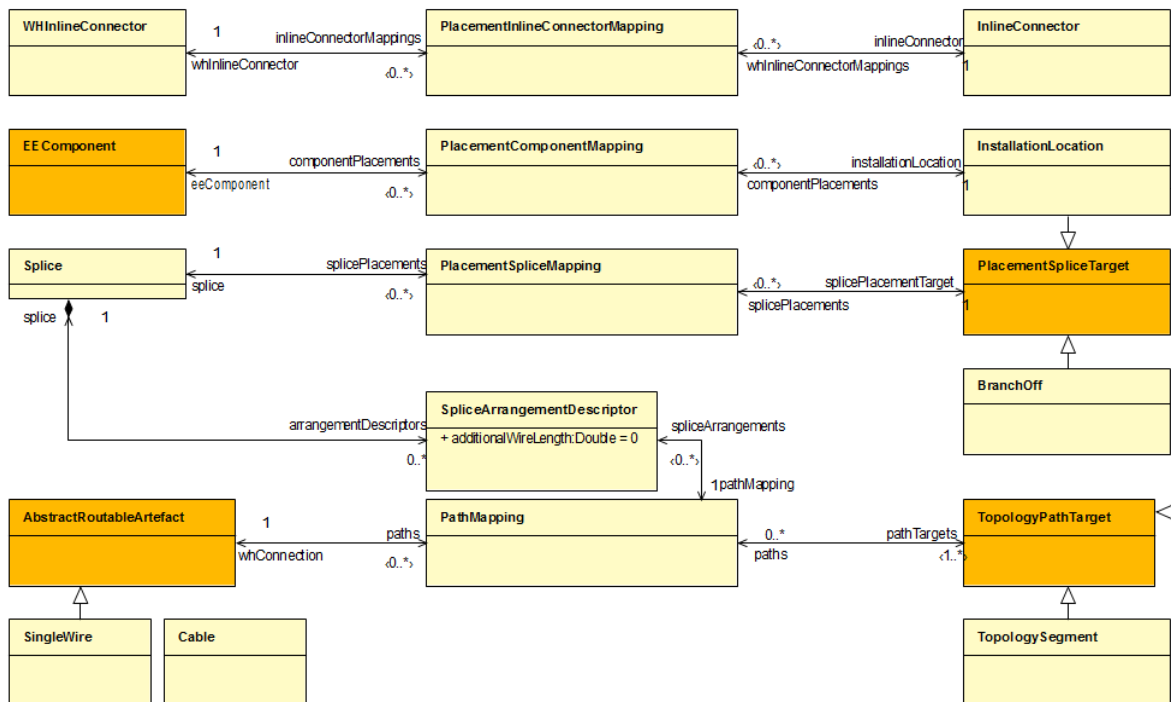 WHInlineConnector
1
inlineConnectorMappings
whInlineConnector
‹0..*›
PlacementInlineConnectorMapping
‹0..*›
inlineConnector
whInlineConnectorMappings
1
InlineConnector
EEComponent
1
componentPlacements
eeComponent
‹0..*›
PlacementComponentMapping
‹0..*›
installationLocation
componentPlacements
1
InstallationLocation
Splice
1
splicePlacements
splice
‹0..*›
PlacementSpliceMapping
‹0..*›
splicePlacementTarget
splicePlacements
1
PlacementSpliceTarget
splice
1
BranchOff
arrangementDescriptors
0..*
SpliceArrangementDescriptor
+ additionalWireLength:Double = 0
spliceArrangements
‹0..*›
1pathMapping
AbstractRoutableArtefact
1
paths
whConnection
‹0..*›
PathMapping
0..*
pathTargets
paths
‹1..*›
TopologyPathTarget
SingleWire
Cable
TopologySegment